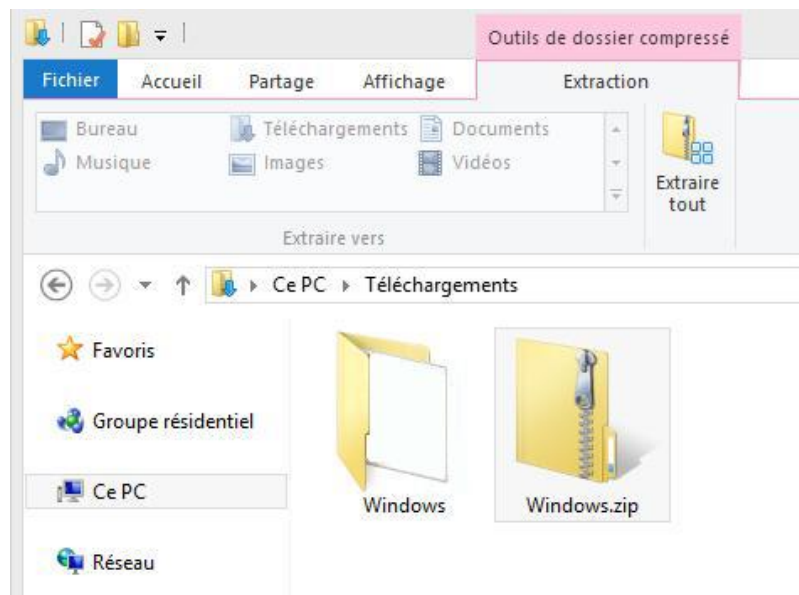 Outils de dossier compressé
Fichier Accueil Partage Affichage Extraction
Bureau Téléchargements Documents
Musique Images Vidéos
Extraire tout
Extraire vers
Ce PC Téléchargements
Favoris
Groupe résidentiel
Ce PC
Réseau
Windows Windows.zip